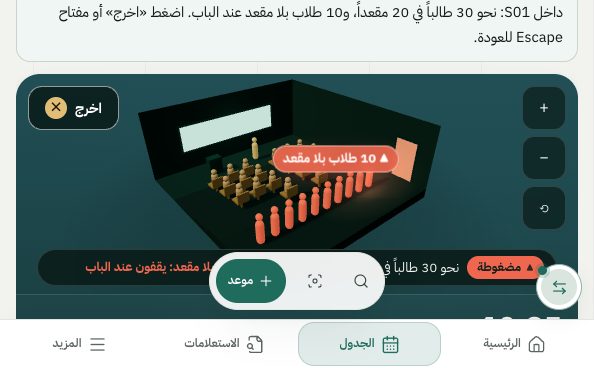 داخل S01: نحو 30 طالباً في 20 مقعداً، و10 طلاب بلا مقعد عند الباب. اضغط «اخرج» أو مفتاح
Escape للعودة.
اخرج
+
−
▲ 10 طلاب بلا مقعد
▲ مضغوطة
نحو 30 طالباً في
بلا مقعد: يقفون عند الباب
+ موعد
الرئيسية
الجدول
الاستعلامات
المزيد